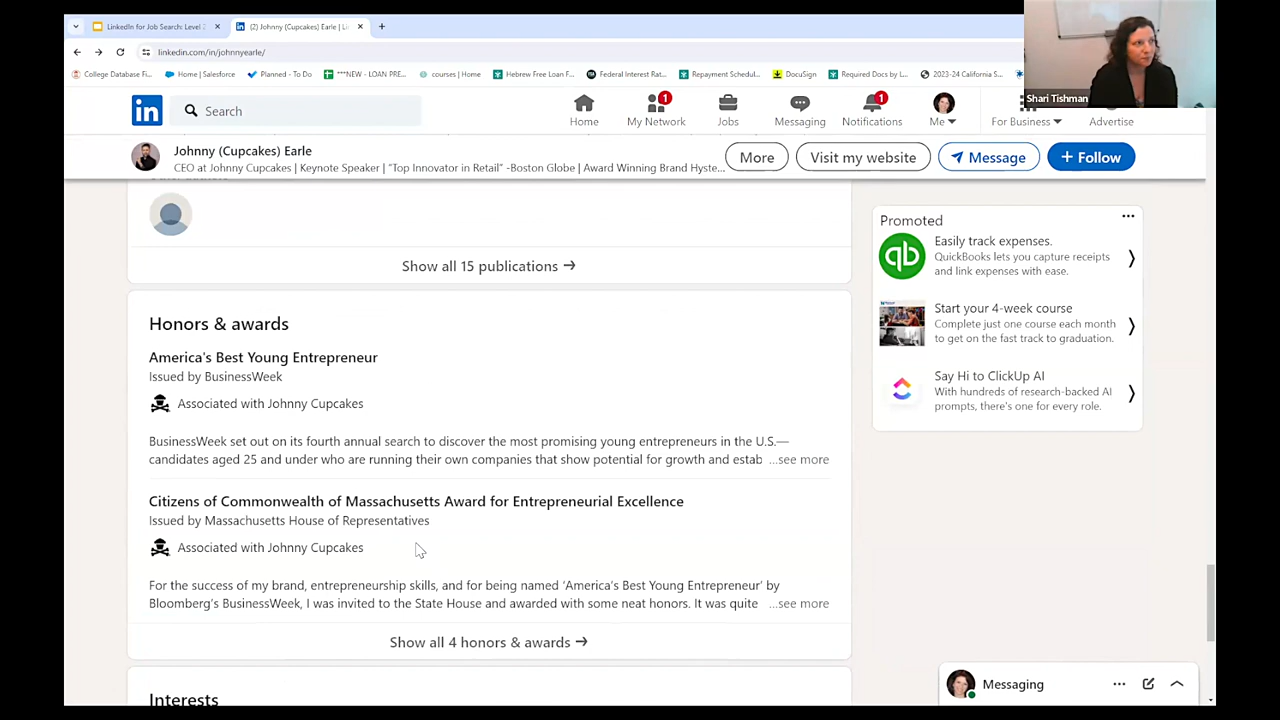 LinkedIn for Job Search: Level
(2) Johnny (Cupcakes) Earle | Li
linkedin.com/in/johnnyearle/
College Database Fi...
Home | Salesforce
Planned - To Do
***NEW - LOAN PRE...
courses | Home
Hebrew Free Loan F...
Federal Interest Rat...
Repayment Schedul...
DocuSign
Required Docs by L...
2023-24 California S...
Shari Tishman
in
Search
1
1
Home
My Network
Jobs
Messaging
Notifications
Me
For Business
Advertise
Johnny (Cupcakes) Earle
CEO at Johnny Cupcakes | Keynote Speaker | "Top Innovator in Retail" -Boston Globe | Award Winning Brand Hyste...
More
Visit my website
Message
+ Follow
Show all 15 publications →
Honors & awards
America's Best Young Entrepreneur
Issued by BusinessWeek
Associated with Johnny Cupcakes
BusinessWeek set out on its fourth annual search to discover the most promising young entrepreneurs in the U.S.—
candidates aged 25 and under who are running their own companies that show potential for growth and estab ...see more
Citizens of Commonwealth of Massachusetts Award for Entrepreneurial Excellence
Issued by Massachusetts House of Representatives
Associated with Johnny Cupcakes
For the success of my brand, entrepreneurship skills, and for being named 'America's Best Young Entrepreneur' by
Bloomberg's BusinessWeek, I was invited to the State House and awarded with some neat honors. It was quite ...see more
Show all 4 honors & awards →
Interests
Promoted
qb
Easily track expenses.
QuickBooks lets you capture receipts
and link expenses with ease.
Start your 4-week course
Complete just one course each month
to get on the fast track to graduation.
Say Hi to ClickUp AI
With hundreds of research-backed AI
prompts, there's one for every role.
Messaging